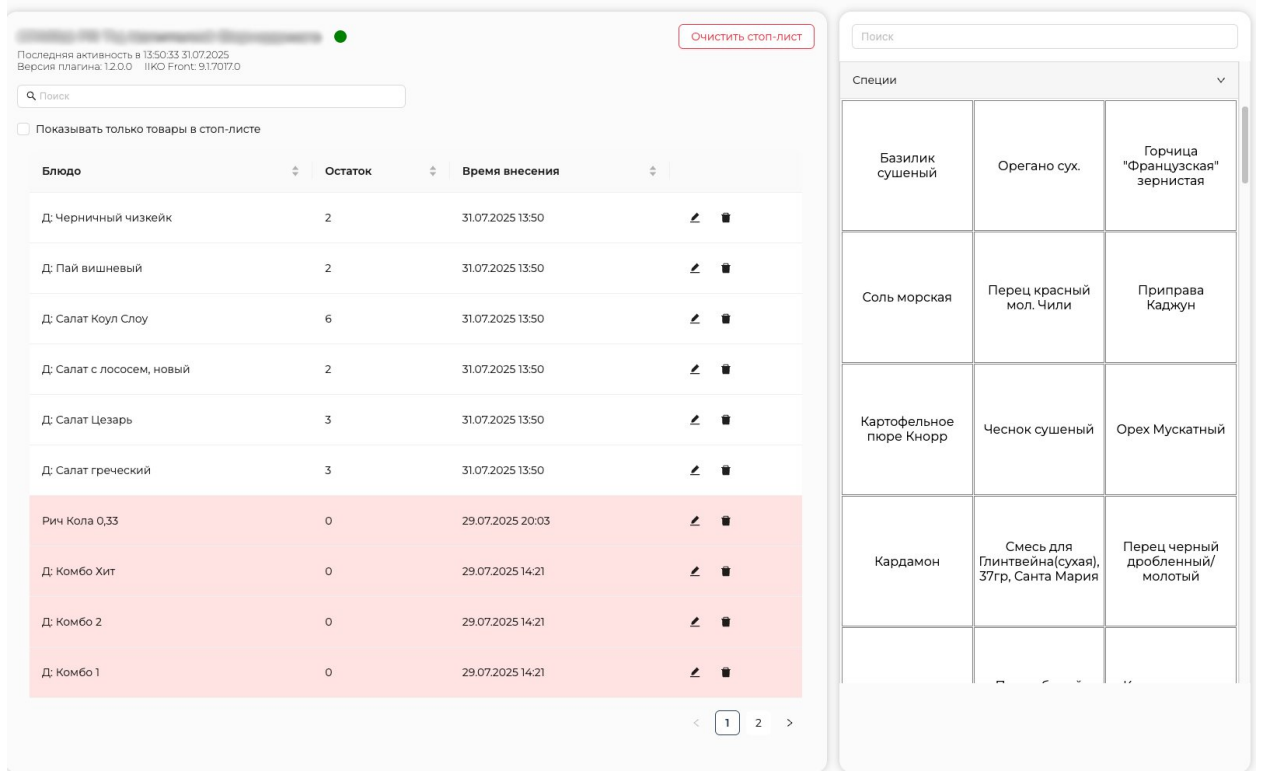 Очистить стоп-лист
Последняя активность в 13:50:33 31.07.2025
Версия плагина: 1.2.0.0 IIKO Front: 9.1.7017.0
Поиск
Показывать только товары в стоп-листе
Блюдо Остаток Время внесения
Д: Черничный чизкейк 2 31.07.2025 13:50
Д: Пай вишневый 2 31.07.2025 13:50
Д: Салат Коул Слоу 6 31.07.2025 13:50
Д: Салат с лососем, новый 2 31.07.2025 13:50
Д: Салат Цезарь 3 31.07.2025 13:50
Д: Салат греческий 3 31.07.2025 13:50
Рич Кола 0,33 0 29.07.2025 20:03
Д: Комбо Хит 0 29.07.2025 14:21
Д: Комбо 2 0 29.07.2025 14:21
Д: Комбо 1 0 29.07.2025 14:21
< 1 2 >
Поиск
Специи
Базилик
сушеный
Орегано сух.
Горчица
"Французская"
зернистая
Соль морская
Перец красный
мол. Чили
Приправа
Каджун
Картофельное
пюре Кнорр
Чеснок сушеный
Орех Мускатный
Кардамон
Смесь для
Глинтвейна(сухая),
37гр, Санта Мария
Перец черный
дробленный/
молотый